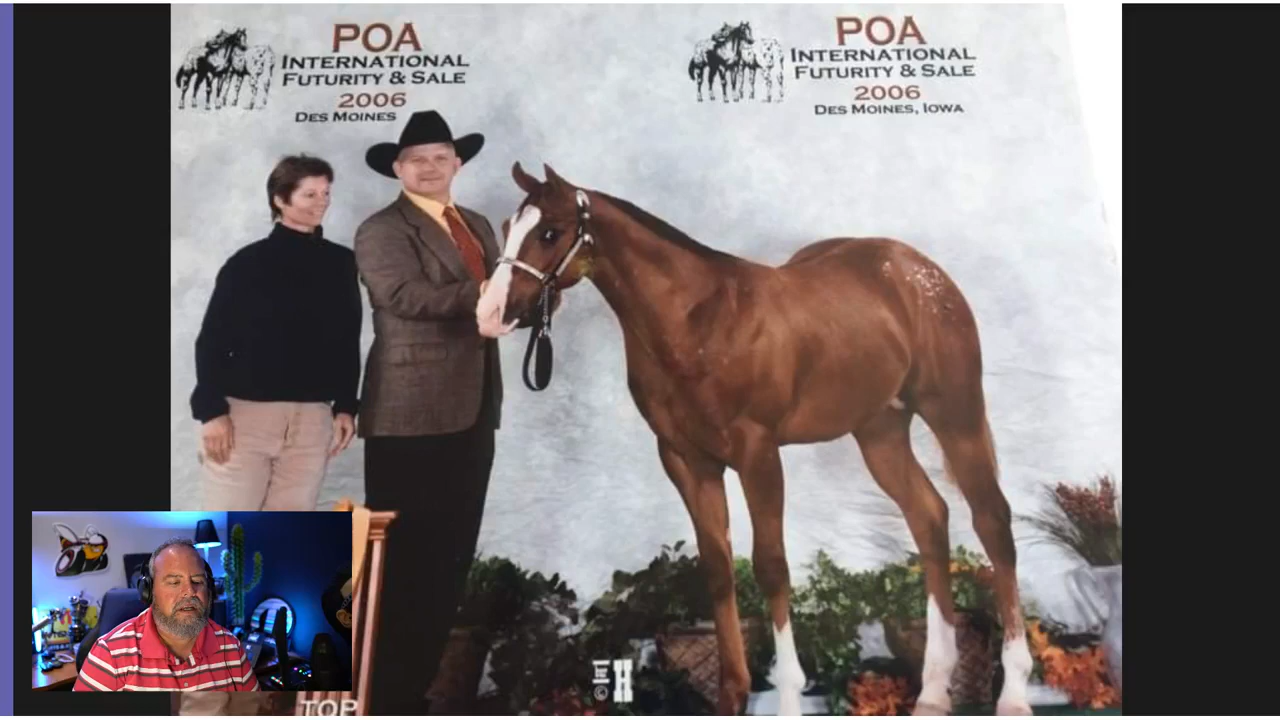 POA
INTERNATIONAL
FUTURITY & SALE
2006
DES MOINES
POA
INTERNATIONAL
FUTURITY & SALE
2006
DES MOINES, IOWA
H
TOP